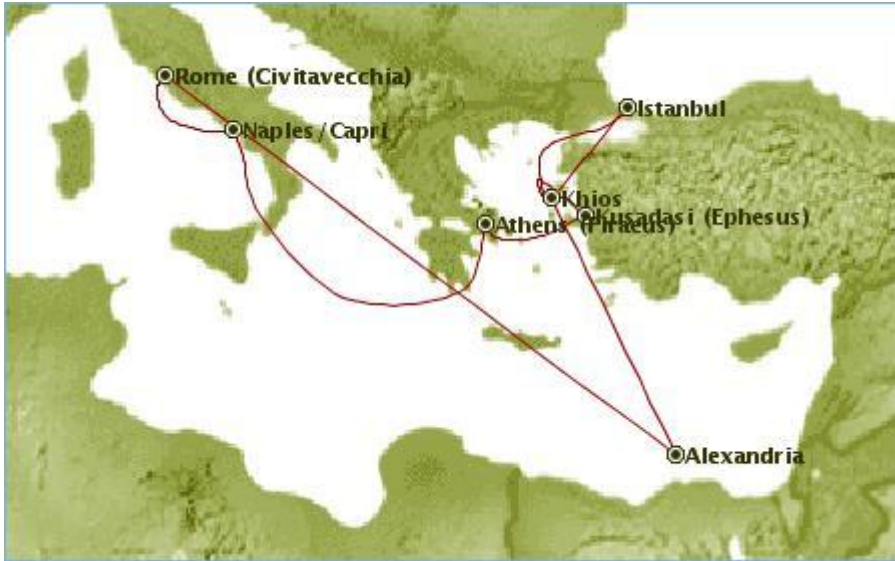 Rome (Civitavecchia)
Istanbul
Naples/Capri
Khios
Kusadasi (Ephesus)
Athens (Piraeus)
Alexandria